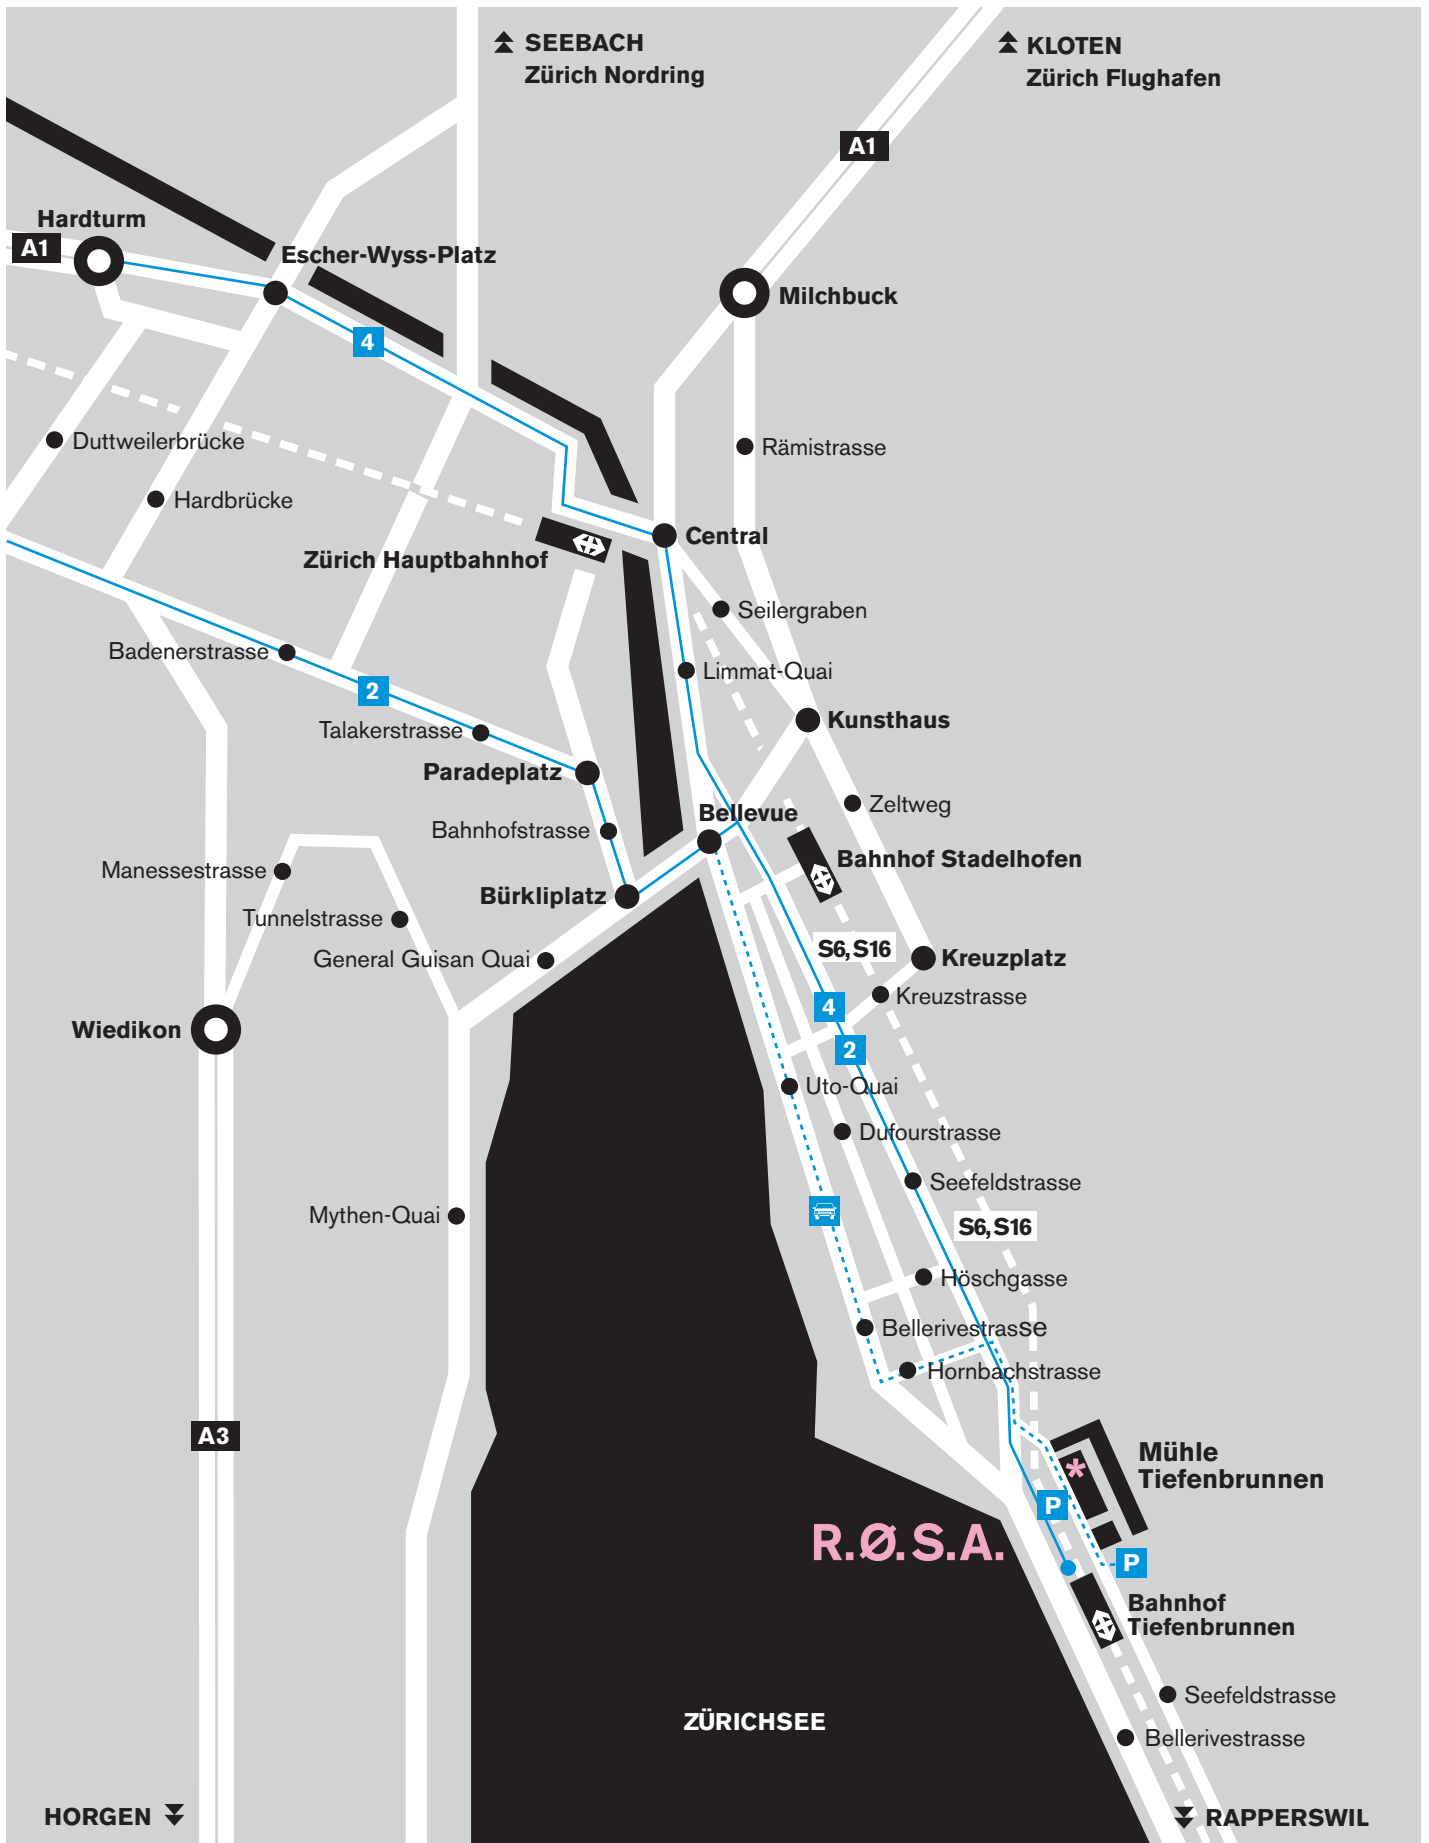 SEEBACH
Zürich Nordring
KLOTEN
Zürich Flughafen
A1
Hardturm
A1
Escher-Wyss-Platz
Milchbuck
4
Duttweilerbrücke
Rämistrasse
Hardbrücke
Central
Zürich Hauptbahnhof
Seilergraben
Badenerstrasse
Limmat-Quai
2
Talakerstrasse
Kunsthaus
Paradeplatz
Zeltweg
Bellevue
Bahnhofstrasse
Bahnhof Stadelhofen
Manessestrasse
Bürkliplatz
Tunnelstrasse
S6, S16
General Guisan Quai
Kreuzplatz
Kreuzstrasse
4
Wiedikon
2
Uto-Quai
Dufourstrasse
Seefeldstrasse
Mythen-Quai
S6, S16
Höschgasse
Bellerivestrasse
Hornbachstrasse
A3
Mühle
Tiefenbrunnen
*
P
R.Ø.S.A.
P
Bahnhof
Tiefenbrunnen
Seefeldstrasse
ZÜRICHSEE
Bellerivestrasse
HORGEN
RAPPERSWIL